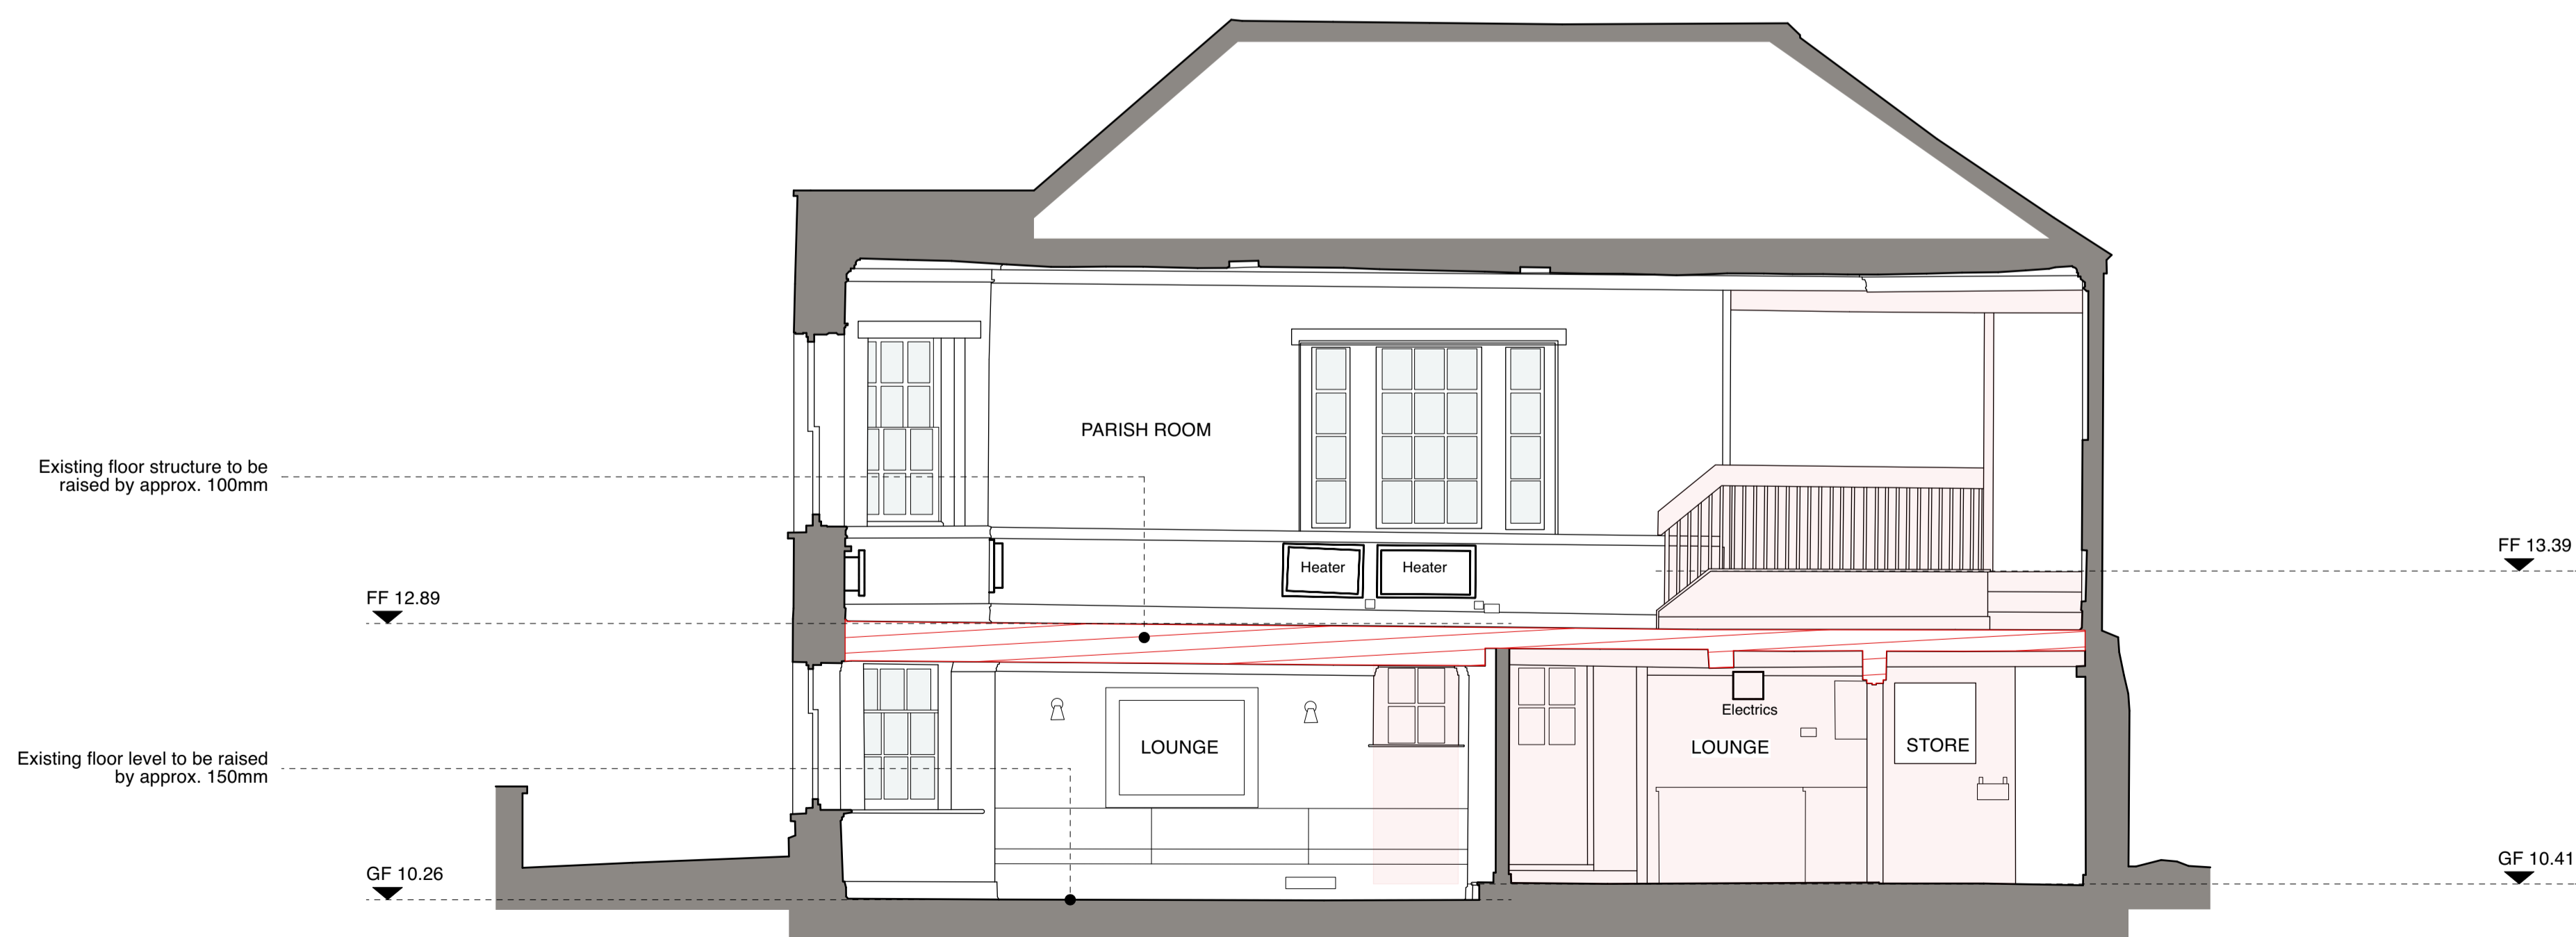 PARISH ROOM
Existing floor structure to be
raised by approx. 100mm
FF 13.39
Heater
Heater
FF 12.89
Electrics
LOUNGE
LOUNGE
STORE
Existing floor level to be raised
by approx. 150mm
GF 10.26
GF 10.41